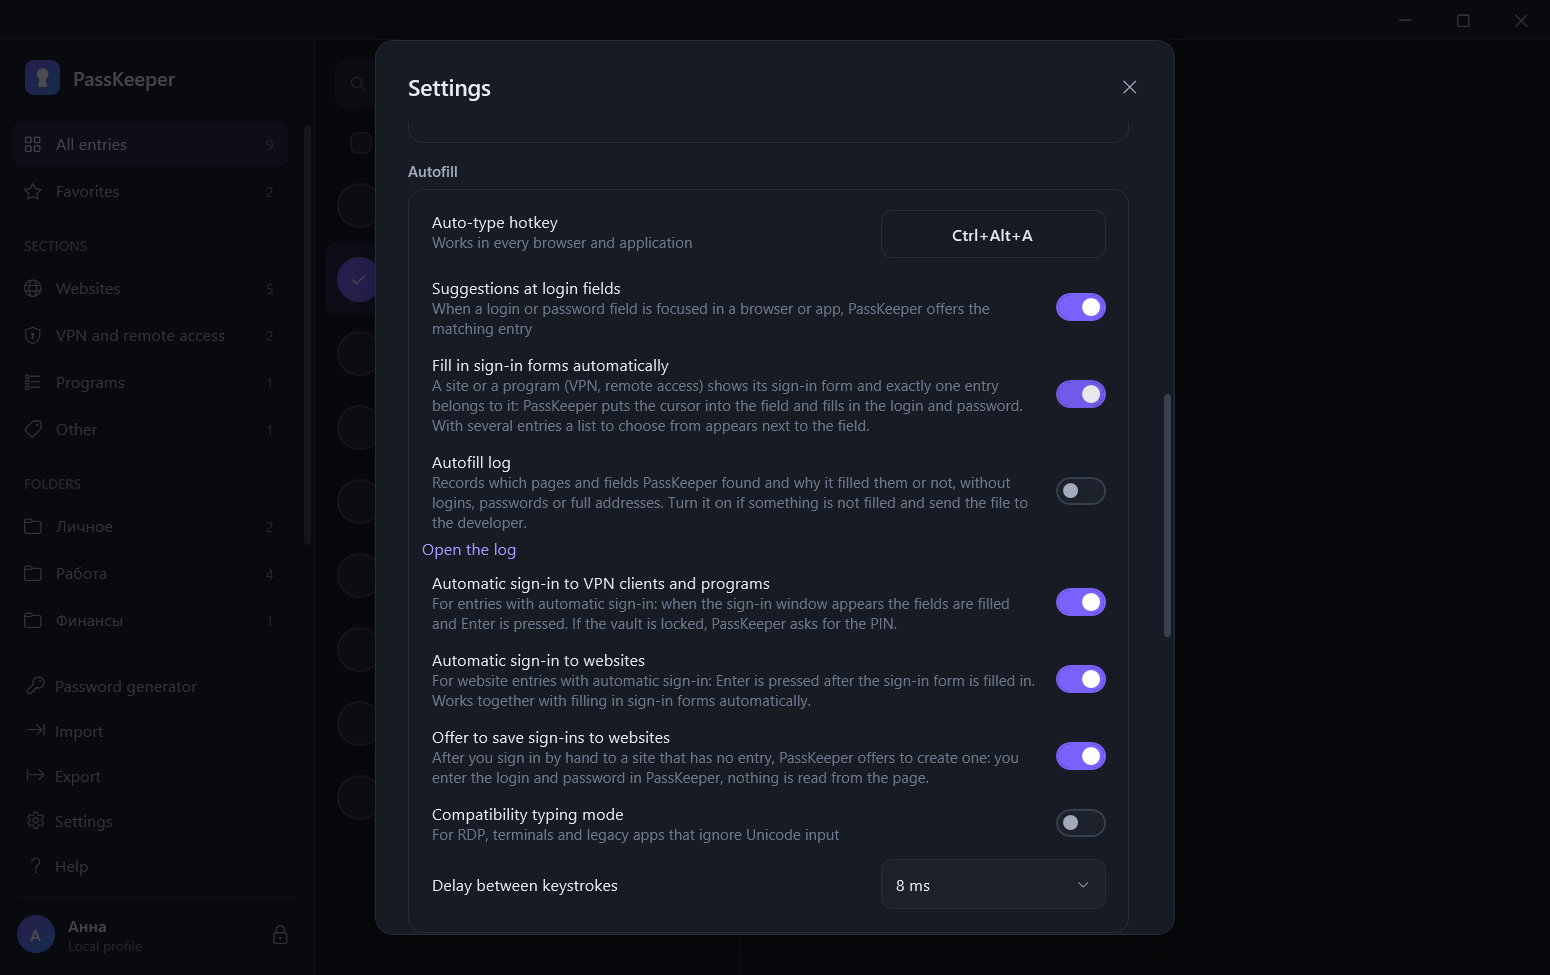 PassKeeper
All entries 9
Favorites 2
SECTIONS
Websites 5
VPN and remote access 2
Programs 1
Other 1
FOLDERS
Личное 2
Работа 4
Финансы 1
Password generator
Import
Export
Settings
? Help
A
Анна
Local profile
Settings
Autofill
Auto-type hotkey
Works in every browser and application
Ctrl+Alt+A
Suggestions at login fields
When a login or password field is focused in a browser or app, PassKeeper offers the
matching entry
Fill in sign-in forms automatically
A site or a program (VPN, remote access) shows its sign-in form and exactly one entry
belongs to it: PassKeeper puts the cursor into the field and fills in the login and password.
With several entries a list to choose from appears next to the field.
Autofill log
Records which pages and fields PassKeeper found and why it filled them or not, without
logins, passwords or full addresses. Turn it on if something is not filled and send the file to
the developer.
Open the log
Automatic sign-in to VPN clients and programs
For entries with automatic sign-in: when the sign-in window appears the fields are filled
and Enter is pressed. If the vault is locked, PassKeeper asks for the PIN.
Automatic sign-in to websites
For website entries with automatic sign-in: Enter is pressed after the sign-in form is filled in.
Works together with filling in sign-in forms automatically.
Offer to save sign-ins to websites
After you sign in by hand to a site that has no entry, PassKeeper offers to create one: you
enter the login and password in PassKeeper, nothing is read from the page.
Compatibility typing mode
For RDP, terminals and legacy apps that ignore Unicode input
Delay between keystrokes
8 ms